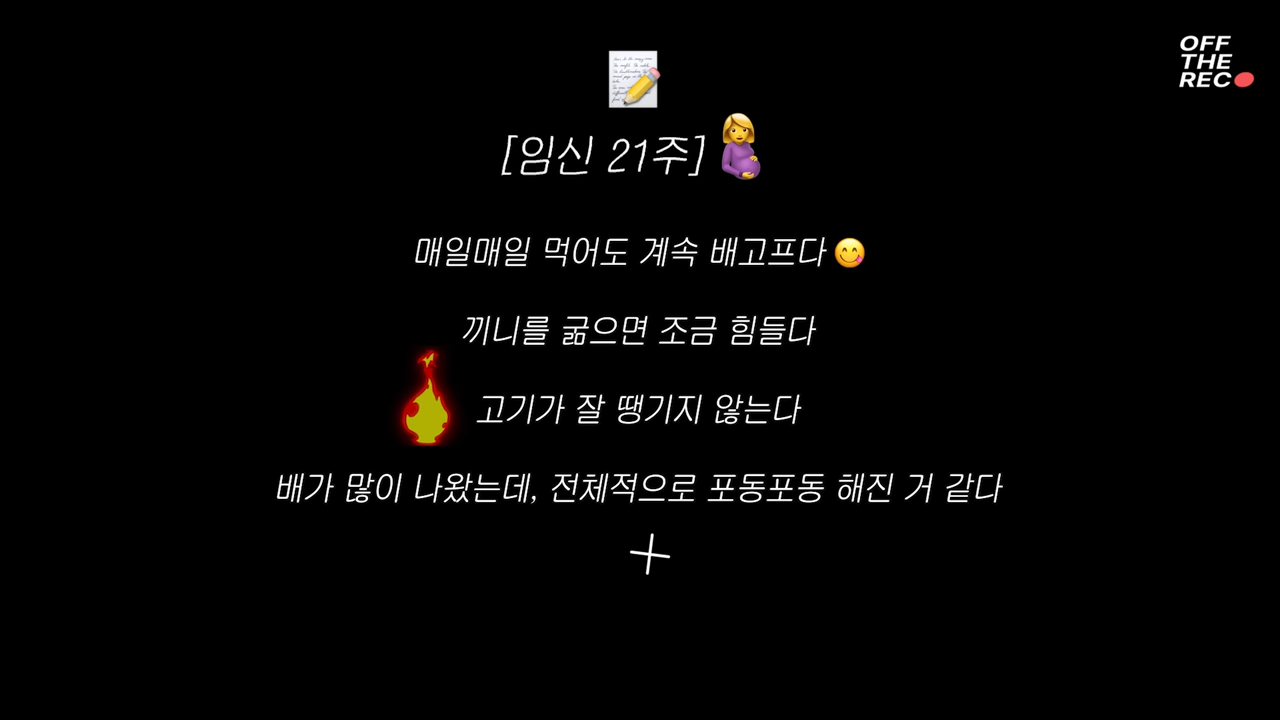 [임신 21주]
매일매일 먹어도 계속 배고프다
끼니를 굶으면 조금 힘들다
고기가 잘 땡기지 않는다
배가 많이 나왔는데, 전체적으로 포동포동 해진 거 같다
+
OFF
THE
REC